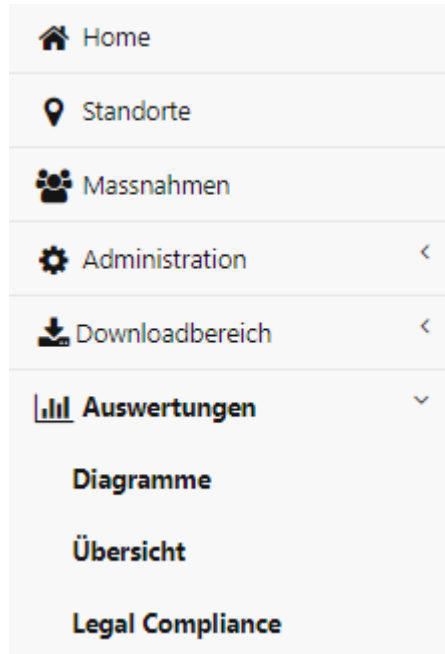 Home
Standorte
Massnahmen
Administration
Downloadbereich
Auswertungen
Diagramme
Übersicht
Legal Compliance